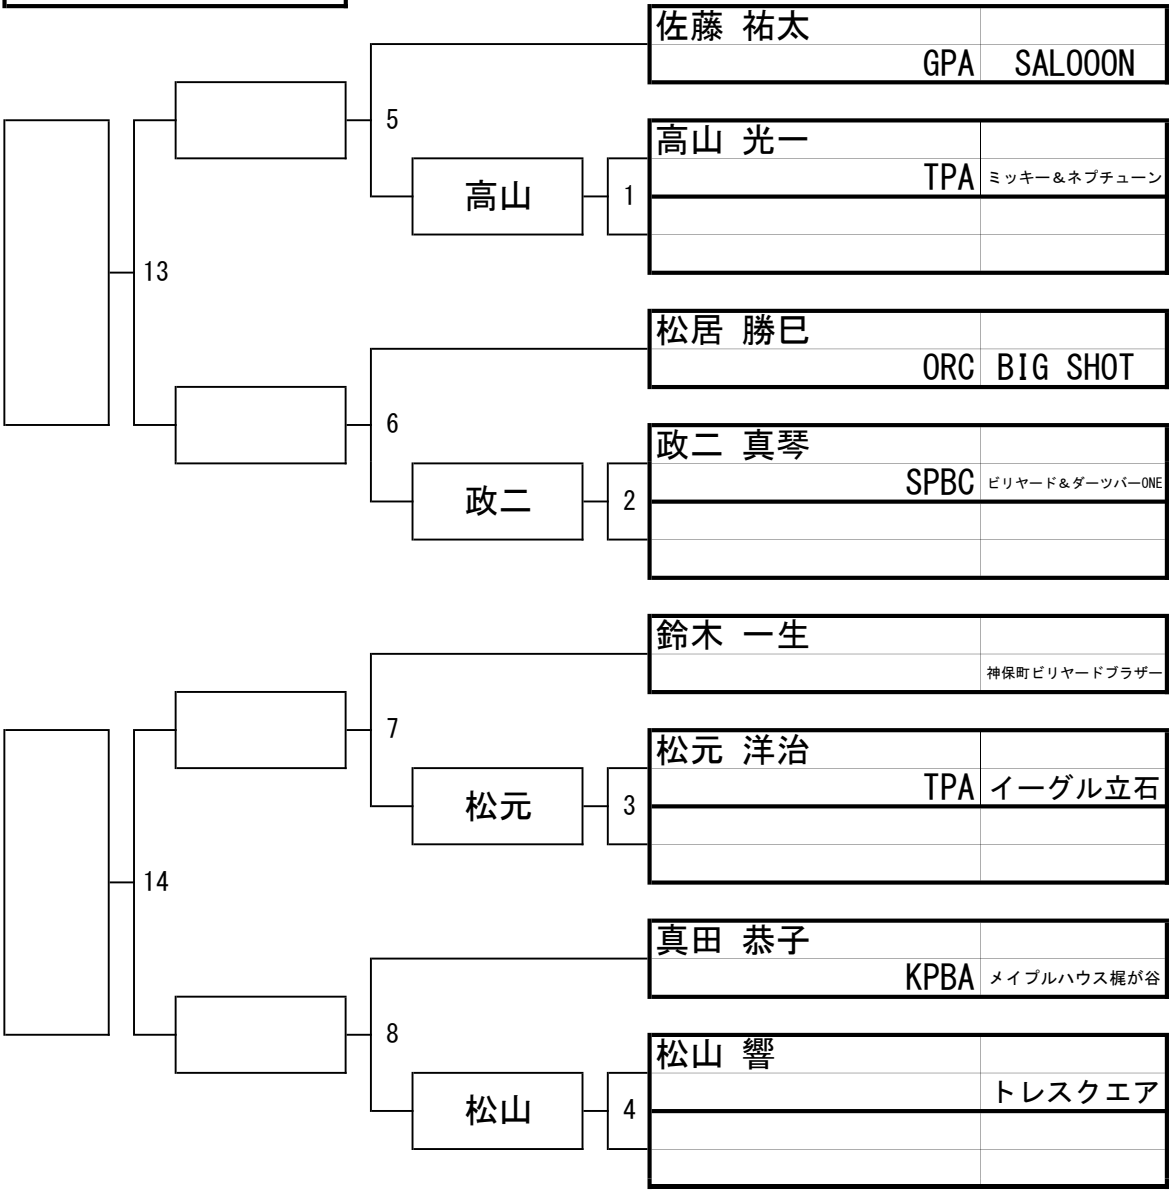 佐藤 祐太
GPA SALOOON
5
高山 光一
TPA ミッキー＆ネプチューン
高山 1
13
松居 勝巳
ORC BIG SHOT
6
政二 真琴
SPBC ビリヤード＆ダーツバーONE
政二 2
鈴木 一生
神保町ビリヤードブラザー
7
松元 洋治
TPA イーグル立石
松元 3
14
真田 恭子
KPBA メイプルハウス梶が谷
8
松山 響
トレスクエア
松山 4